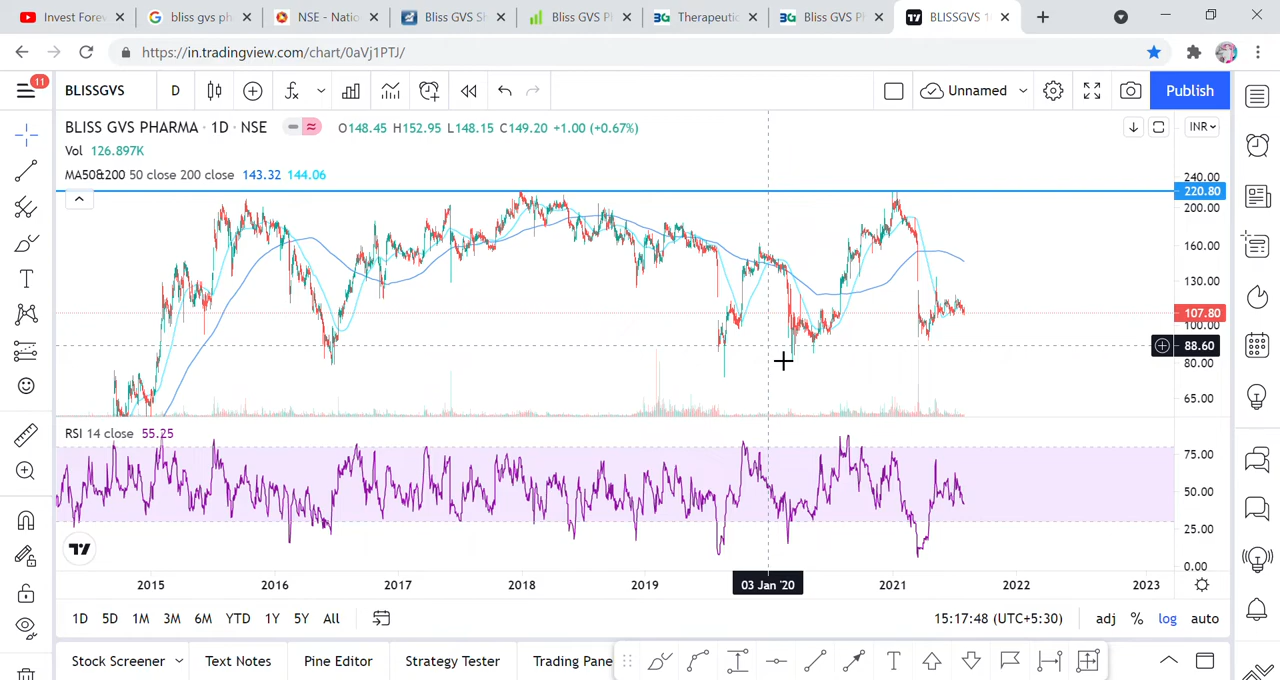 Invest Forev
bliss gvs ph
NSE - Natio
Bliss GVS S
Bliss GVS P
Therapeutic
Bliss GVS P
BLISSGVS 1
https://in.tradingview.com/chart/0aVj1PTJ/
11
BLISSGVS
D
Unnamed
Publish
BLISS GVS PHARMA · 1D · NSE
O148.45 H152.95 L148.15 C149.20 +1.00 (+0.67%)
INR
Vol 126.897K
MA50&200 50 close 200 close 143.32 144.06
240.00
220.80
200.00
160.00
130.00
107.80
100.00
88.60
80.00
65.00
RSI 14 close 55.25
75.00
50.00
25.00
0.00
2015 2016 2017 2018 2019 03 Jan '20 2021 2022 2023
1D 5D 1M 3M 6M YTD 1Y 5Y All
15:17:48 (UTC+5:30)
adj % log auto
Stock Screener
Text Notes
Pine Editor
Strategy Tester
Trading Pane
T